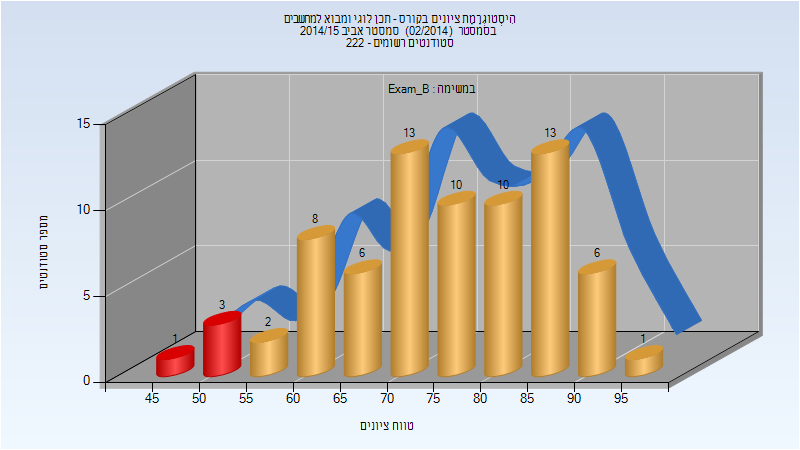 היסטוגרמת ציונים בקורס - תכן לוגי ומבוא למחשבים
בסמסטר (02/2014) סמסטר אביב 2014/15
סטודנטים רשומים - 222
במשימה : Exam_B
מספר סטודנטים
15
10
5
0
1
3
2
8
6
13
10
10
13
6
1
45 50 55 60 65 70 75 80 85 90 95
טווח ציונים